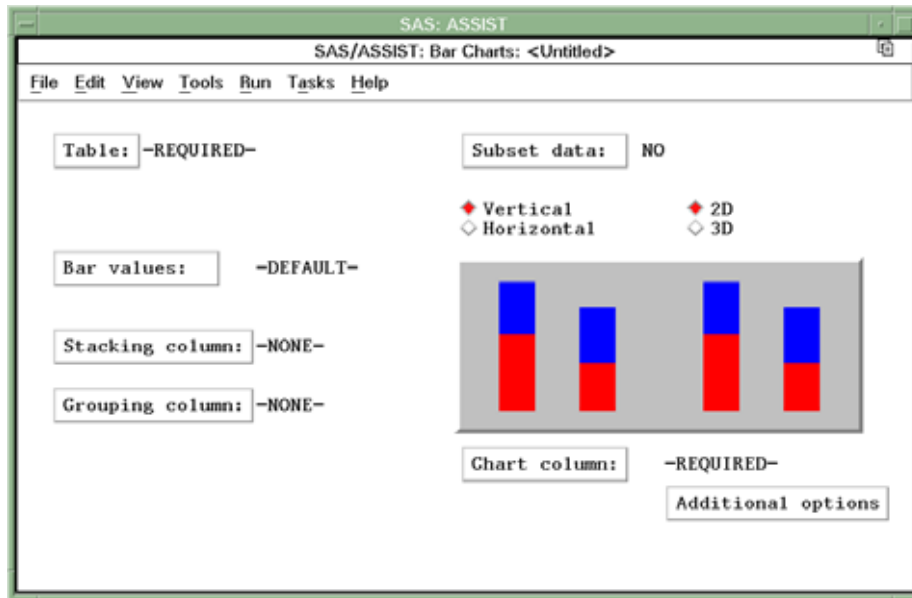 SAS: ASSIST
SAS/ASSIST: Bar Charts: <Untitled>
File Edit View Tools Run Tasks Help
Table: -REQUIRED-
Subset data: NO
Vertical 2D
Horizontal 3D
Bar values: -DEFAULT-
Stacking column: -NONE-
Grouping column: -NONE-
Chart column: -REQUIRED-
Additional options